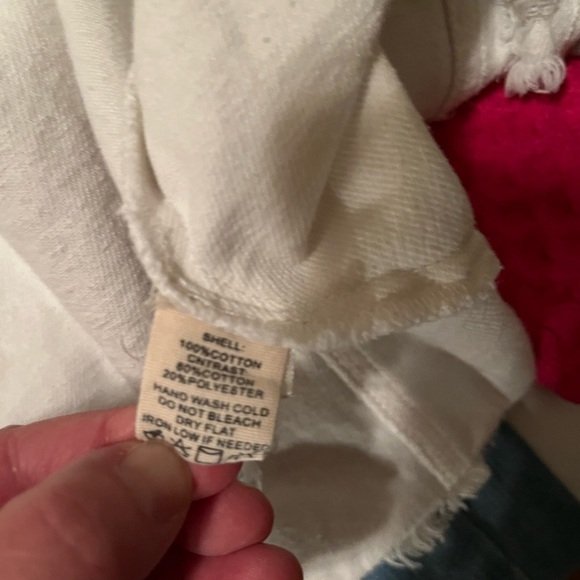 SHELL:
100%COTTON
CNTRAST:
80%COTTON
20%POLYESTER
HAND WASH COLD
DO NOT BLEACH
DRY FLAT
IRON LOW IF NEEDED